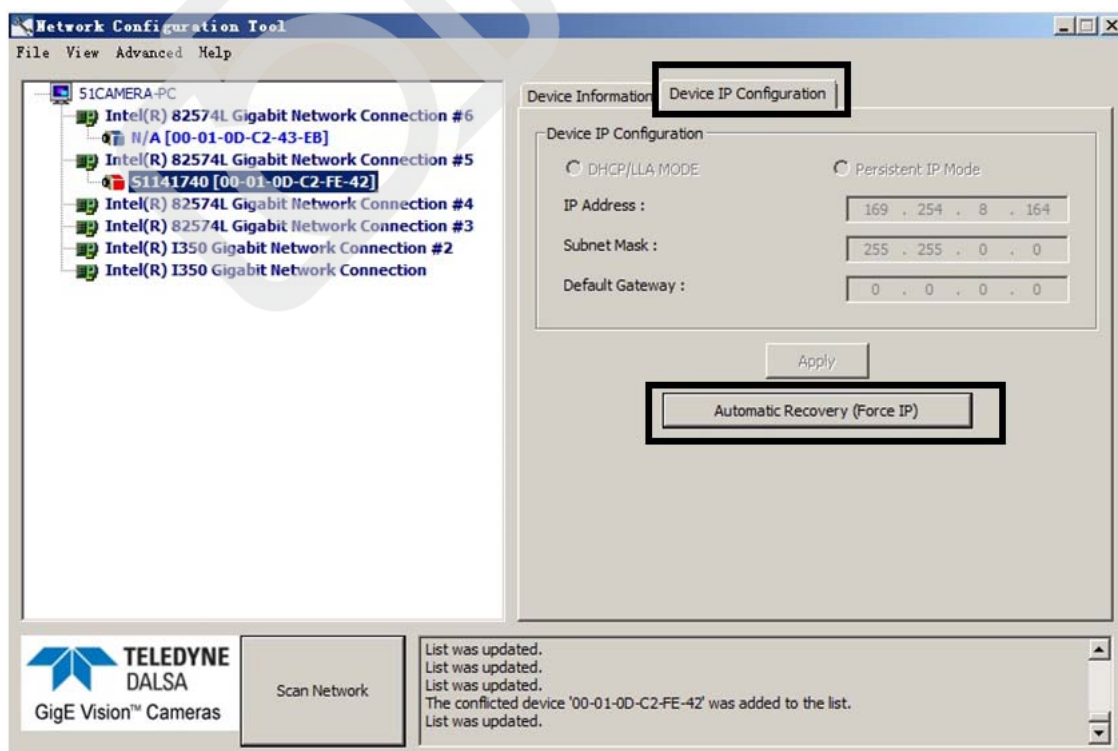 Network Configuration Tool
File View Advanced Help
51CAMERA-PC
Intel(R) 82574L Gigabit Network Connection #6
N/A [00-01-0D-C2-43-EB]
Intel(R) 82574L Gigabit Network Connection #5
S1141740 [00-01-0D-C2-FE-42]
Intel(R) 82574L Gigabit Network Connection #4
Intel(R) 82574L Gigabit Network Connection #3
Intel(R) I350 Gigabit Network Connection #2
Intel(R) I350 Gigabit Network Connection
Device Information Device IP Configuration
Device IP Configuration
DHCP/LLA MODE Persistent IP Mode
IP Address : 169 . 254 . 8 . 164
Subnet Mask : 255 . 255 . 0 . 0
Default Gateway : 0 . 0 . 0 . 0
Apply
Automatic Recovery (Force IP)
TELEDYNE
DALSA
GigE Vision™ Cameras
Scan Network
List was updated.
List was updated.
List was updated.
The conflicted device '00-01-0D-C2-FE-42' was added to the list.
List was updated.